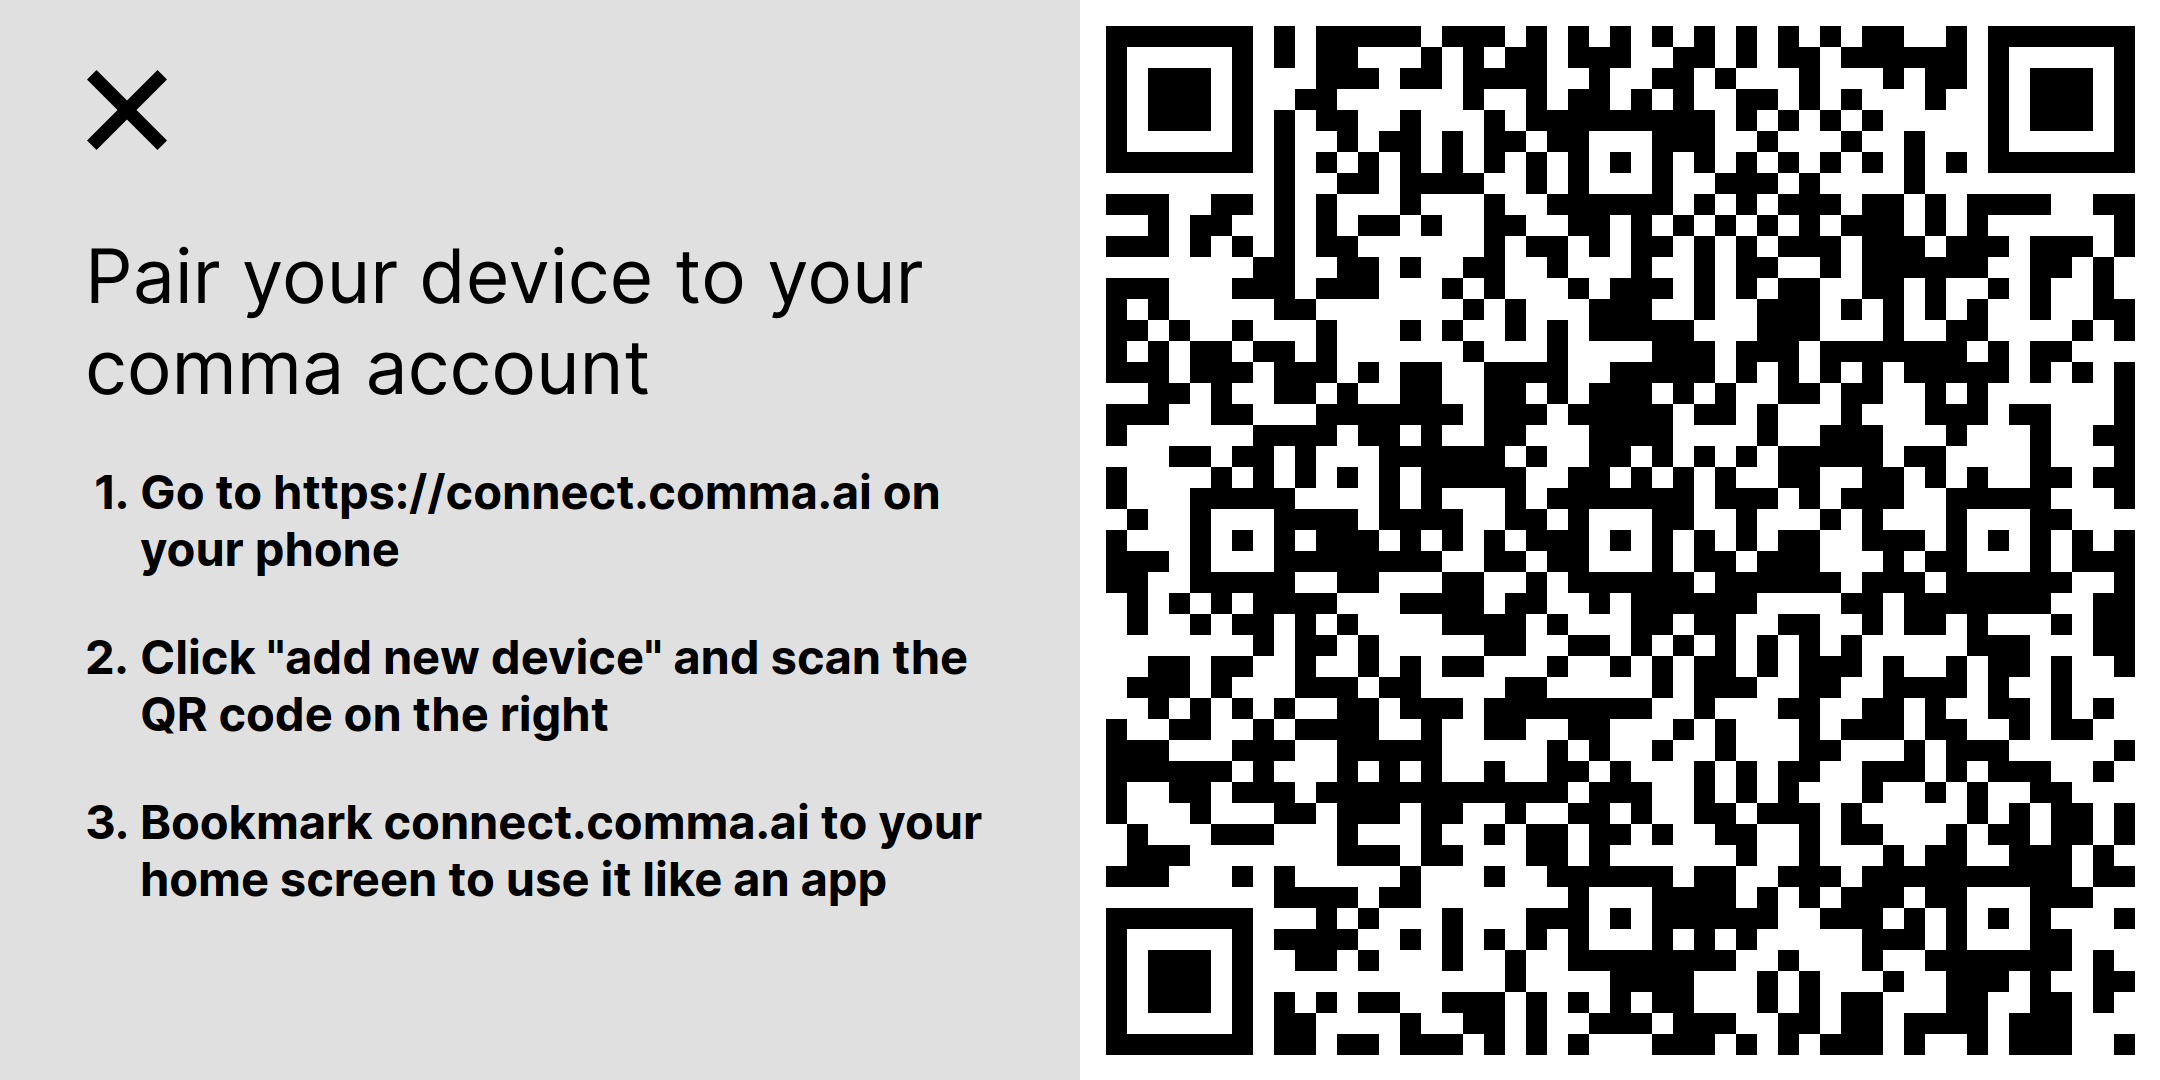 Pair your device to your
comma account
1. Go to https://connect.comma.ai on
your phone
2. Click "add new device" and scan the
QR code on the right
3. Bookmark connect.comma.ai to your
home screen to use it like an app